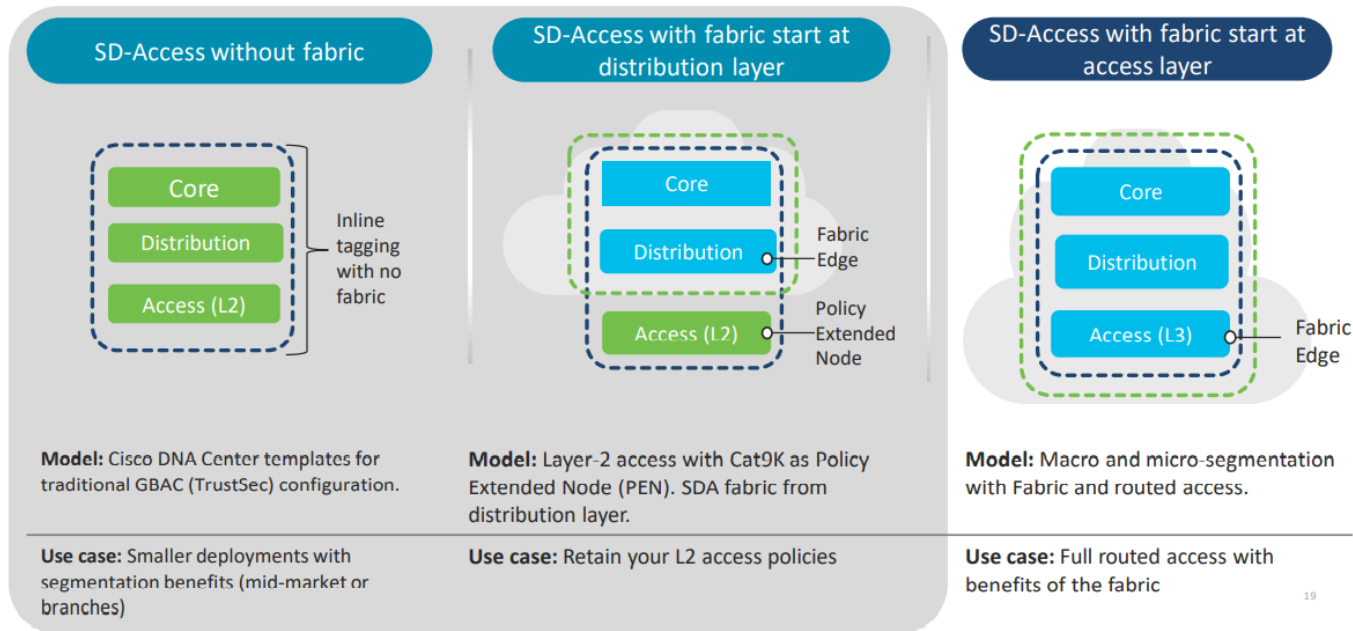 SD-Access without fabric
Core
Distribution
Access (L2)
Inline
tagging
with no
fabric
Model: Cisco DNA Center templates for
traditional GBAC (TrustSec) configuration.
Use case: Smaller deployments with
segmentation benefits (mid-market or
branches)
SD-Access with fabric start at
distribution layer
Core
Distribution
Fabric
Edge
Access (L2)
Policy
Extended
Node
Model: Layer-2 access with Cat9K as Policy
Extended Node (PEN). SDA fabric from
distribution layer.
Use case: Retain your L2 access policies
SD-Access with fabric start at
access layer
Core
Distribution
Access (L3)
Fabric
Edge
Model: Macro and micro-segmentation
with Fabric and routed access.
Use case: Full routed access with
benefits of the fabric
19